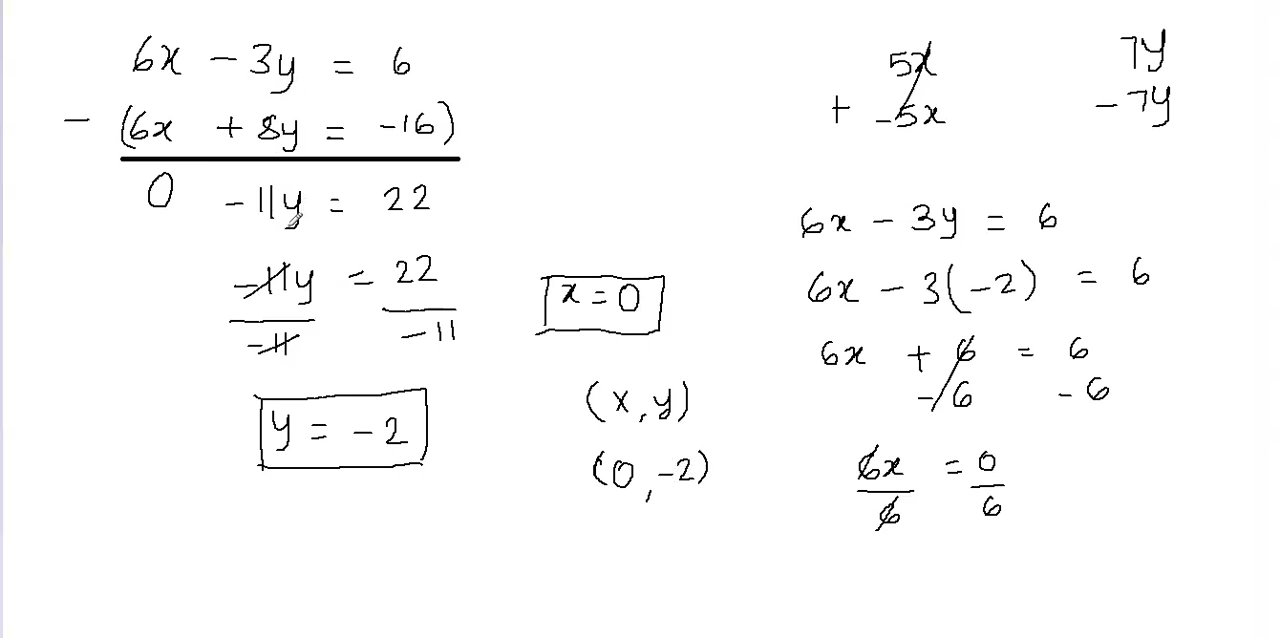 6x - 3y = 6
- (6x + 8y = -16)
0 - 11y = 22
-11y = 22
-11 -11
y = -2
x = 0
(x, y)
(0, -2)
5x 7y
+ -5x - 7y
6x - 3y = 6
6x - 3(-2) = 6
6x + 6 = 6
- 6 - 6
6x = 0
6 6